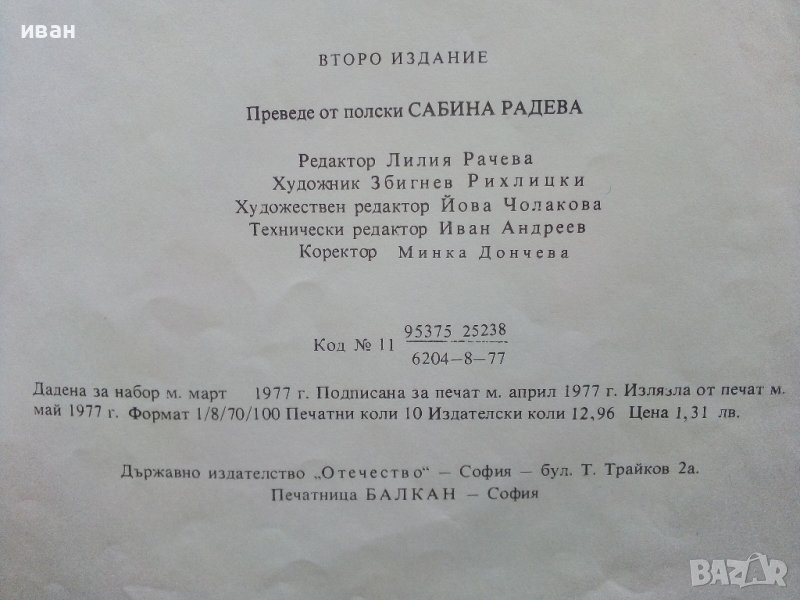 иван
ВТОРО ИЗДАНИЕ
Преведе от полски САБИНА РАДЕВА
Редактор Лилия Рачева
Художник Збигнев Рихлицки
Художествен редактор Йова Чолакова
Технически редактор Иван Андреев
Коректор Минка Дончева
95375 25238
Код № 11
6204–8–77
Дадена за набор м. март 1977 г. Подписана за печат м. април 1977 г. Излязла от печат м.
май 1977 г. Формат 1/8/70/100 Печатни коли 10 Издателски коли 12,96 Цена 1,31 лв.
Държавно издателство „Отечество“ – София – бул. Т. Трайков 2а.
Печатница БАЛКАН – София
BAZAR